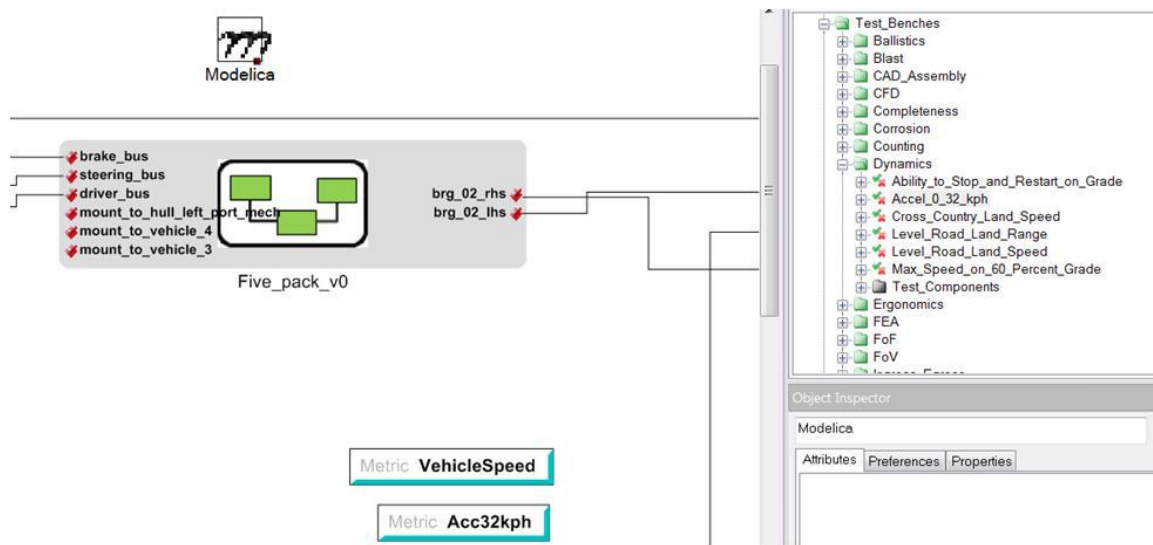 Modelica
brake_bus
steering_bus
driver_bus
mount_to_hull_left_port_mech
mount_to_vehicle_4
mount_to_vehicle_3
brg_02_rhs
brg_02_lhs
Five_pack_v0
Metric VehicleSpeed
Metric Acc32kph
Test_Benches
Ballistics
Blast
CAD_Assembly
CFD
Completeness
Corrosion
Counting
Dynamics
Ability_to_Stop_and_Restart_on_Grade
Accel_0_32_kph
Cross_Country_Land_Speed
Level_Road_Land_Range
Level_Road_Land_Speed
Max_Speed_on_60_Percent_Grade
Test_Components
Ergonomics
FEA
FoF
FoV
Object Inspector
Modelica
Attributes Preferences Properties